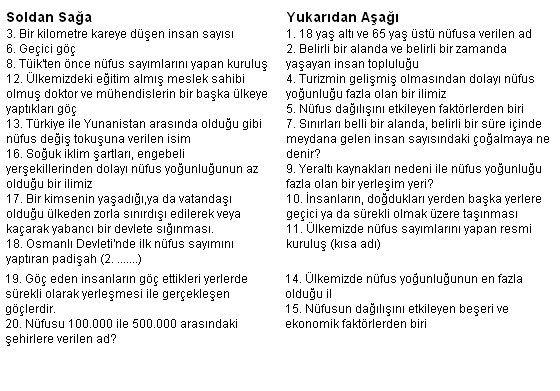 Soldan Sağa
3. Bir kilometre kareye düşen insan sayısı
6. Geçici göç
8. Tüik'ten önce nüfus sayımlarını yapan kuruluş
12. Ülkemizdeki eğitim almış meslek sahibi
olmuş doktor ve mühendislerin bir başka ülkeye
yaptıkları göç
13. Türkiye ile Yunanistan arasında olduğu gibi
nüfus değiş tokuşuna verilen isim
16. Soğuk iklim şartları, engebeli
yerşekillerinden dolayı nüfus yoğunluğunun az
olduğu bir ilimiz
17. Bir kimsenin yaşadığı,ya da vatandaşı
olduğu ülkeden zorla sınırdışı edilerek veya
kaçarak yabancı bir devlete sığınması.
18. Osmanlı Devleti'nde ilk nüfus sayımını
yaptıran padişah (2. .......)
19. Göç eden insanların göç ettikleri yerlerde
sürekli olarak yerleşmesi ile gerçekleşen
göçlerdir.
20. Nüfusu 100.000 ile 500.000 arasındaki
şehirlere verilen ad?
Yukarıdan Aşağı
1. 18 yaş altı ve 65 yaş üstü nüfusa verilen ad
2. Belirli bir alanda ve belirli bir zamanda
yaşayan insan topluluğu
4. Turizmin gelişmiş olmasından dolayı nüfus
yoğunluğu fazla olan bir ilimiz
5. Nüfus dağılışını etkileyen faktörlerden biri
7. Sınırları belli bir alanda, belirli bir süre içinde
meydana gelen insan sayısındaki çoğalmaya ne
denir?
9. Yeraltı kaynakları nedeni ile nüfus yoğunluğu
fazla olan bir yerleşim yeri?
10. İnsanların, doğdukları yerden başka yerlere
geçici ya da sürekli olmak üzere taşınması
11. Ülkemizde nüfus sayımlarını yapan resmi
kuruluş (kısa adı)
14. Ülkemizde nüfus yoğunluğunun en fazla
olduğu il
15. Nüfusun dağılışını etkileyen beşeri ve
ekonomik faktörlerden biri